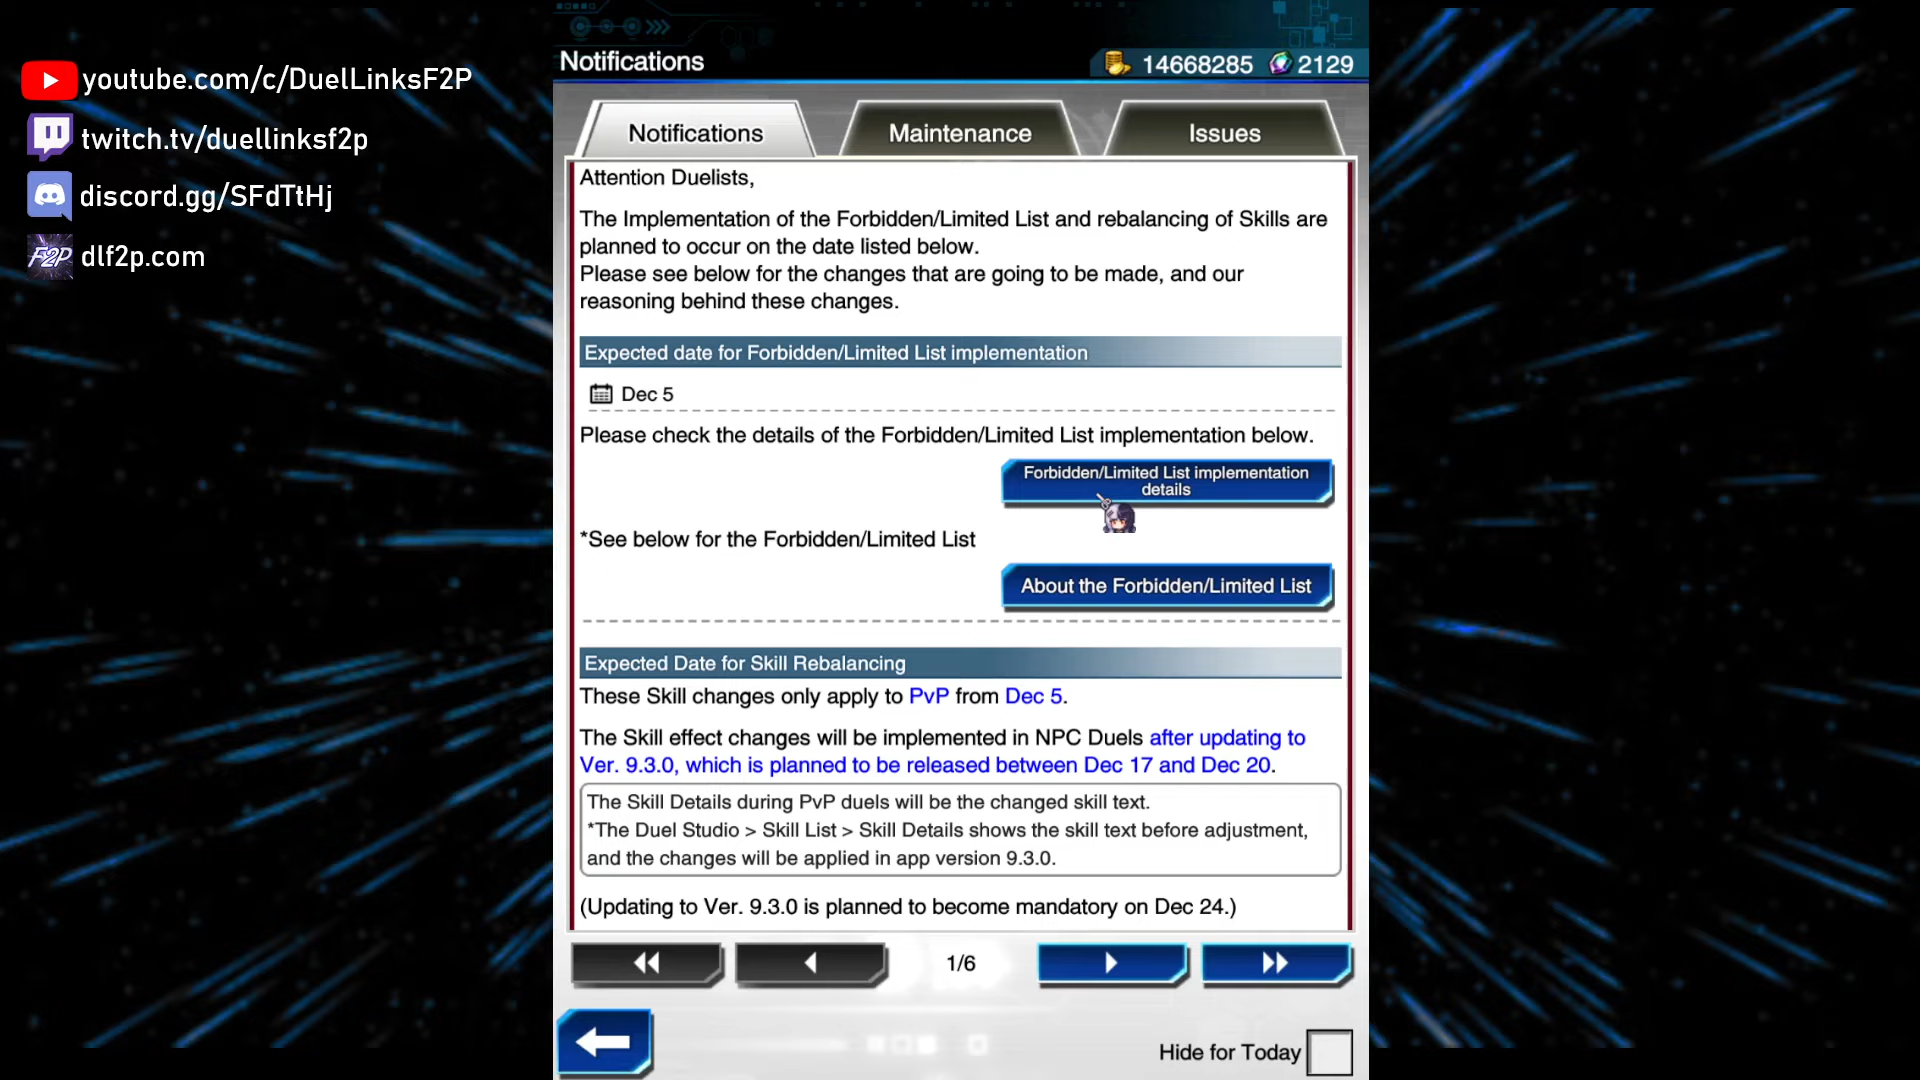 youtube.com/c/DuelLinksF2P
twitch.tv/duellinksf2p
discord.gg/SFdTtHj
F2P dlf2p.com
Notifications
14668285 2129
Notifications Maintenance Issues
Attention Duelists,
The Implementation of the Forbidden/Limited List and rebalancing of Skills are
planned to occur on the date listed below.
Please see below for the changes that are going to be made, and our
reasoning behind these changes.
Expected date for Forbidden/Limited List implementation
Dec 5
Please check the details of the Forbidden/Limited List implementation below.
Forbidden/Limited List implementation
details
*See below for the Forbidden/Limited List
About the Forbidden/Limited List
Expected Date for Skill Rebalancing
These Skill changes only apply to PvP from Dec 5.
The Skill effect changes will be implemented in NPC Duels after updating to
Ver. 9.3.0, which is planned to be released between Dec 17 and Dec 20.
The Skill Details during PvP duels will be the changed skill text.
*The Duel Studio > Skill List > Skill Details shows the skill text before adjustment,
and the changes will be applied in app version 9.3.0.
(Updating to Ver. 9.3.0 is planned to become mandatory on Dec 24.)
1/6
Hide for Today